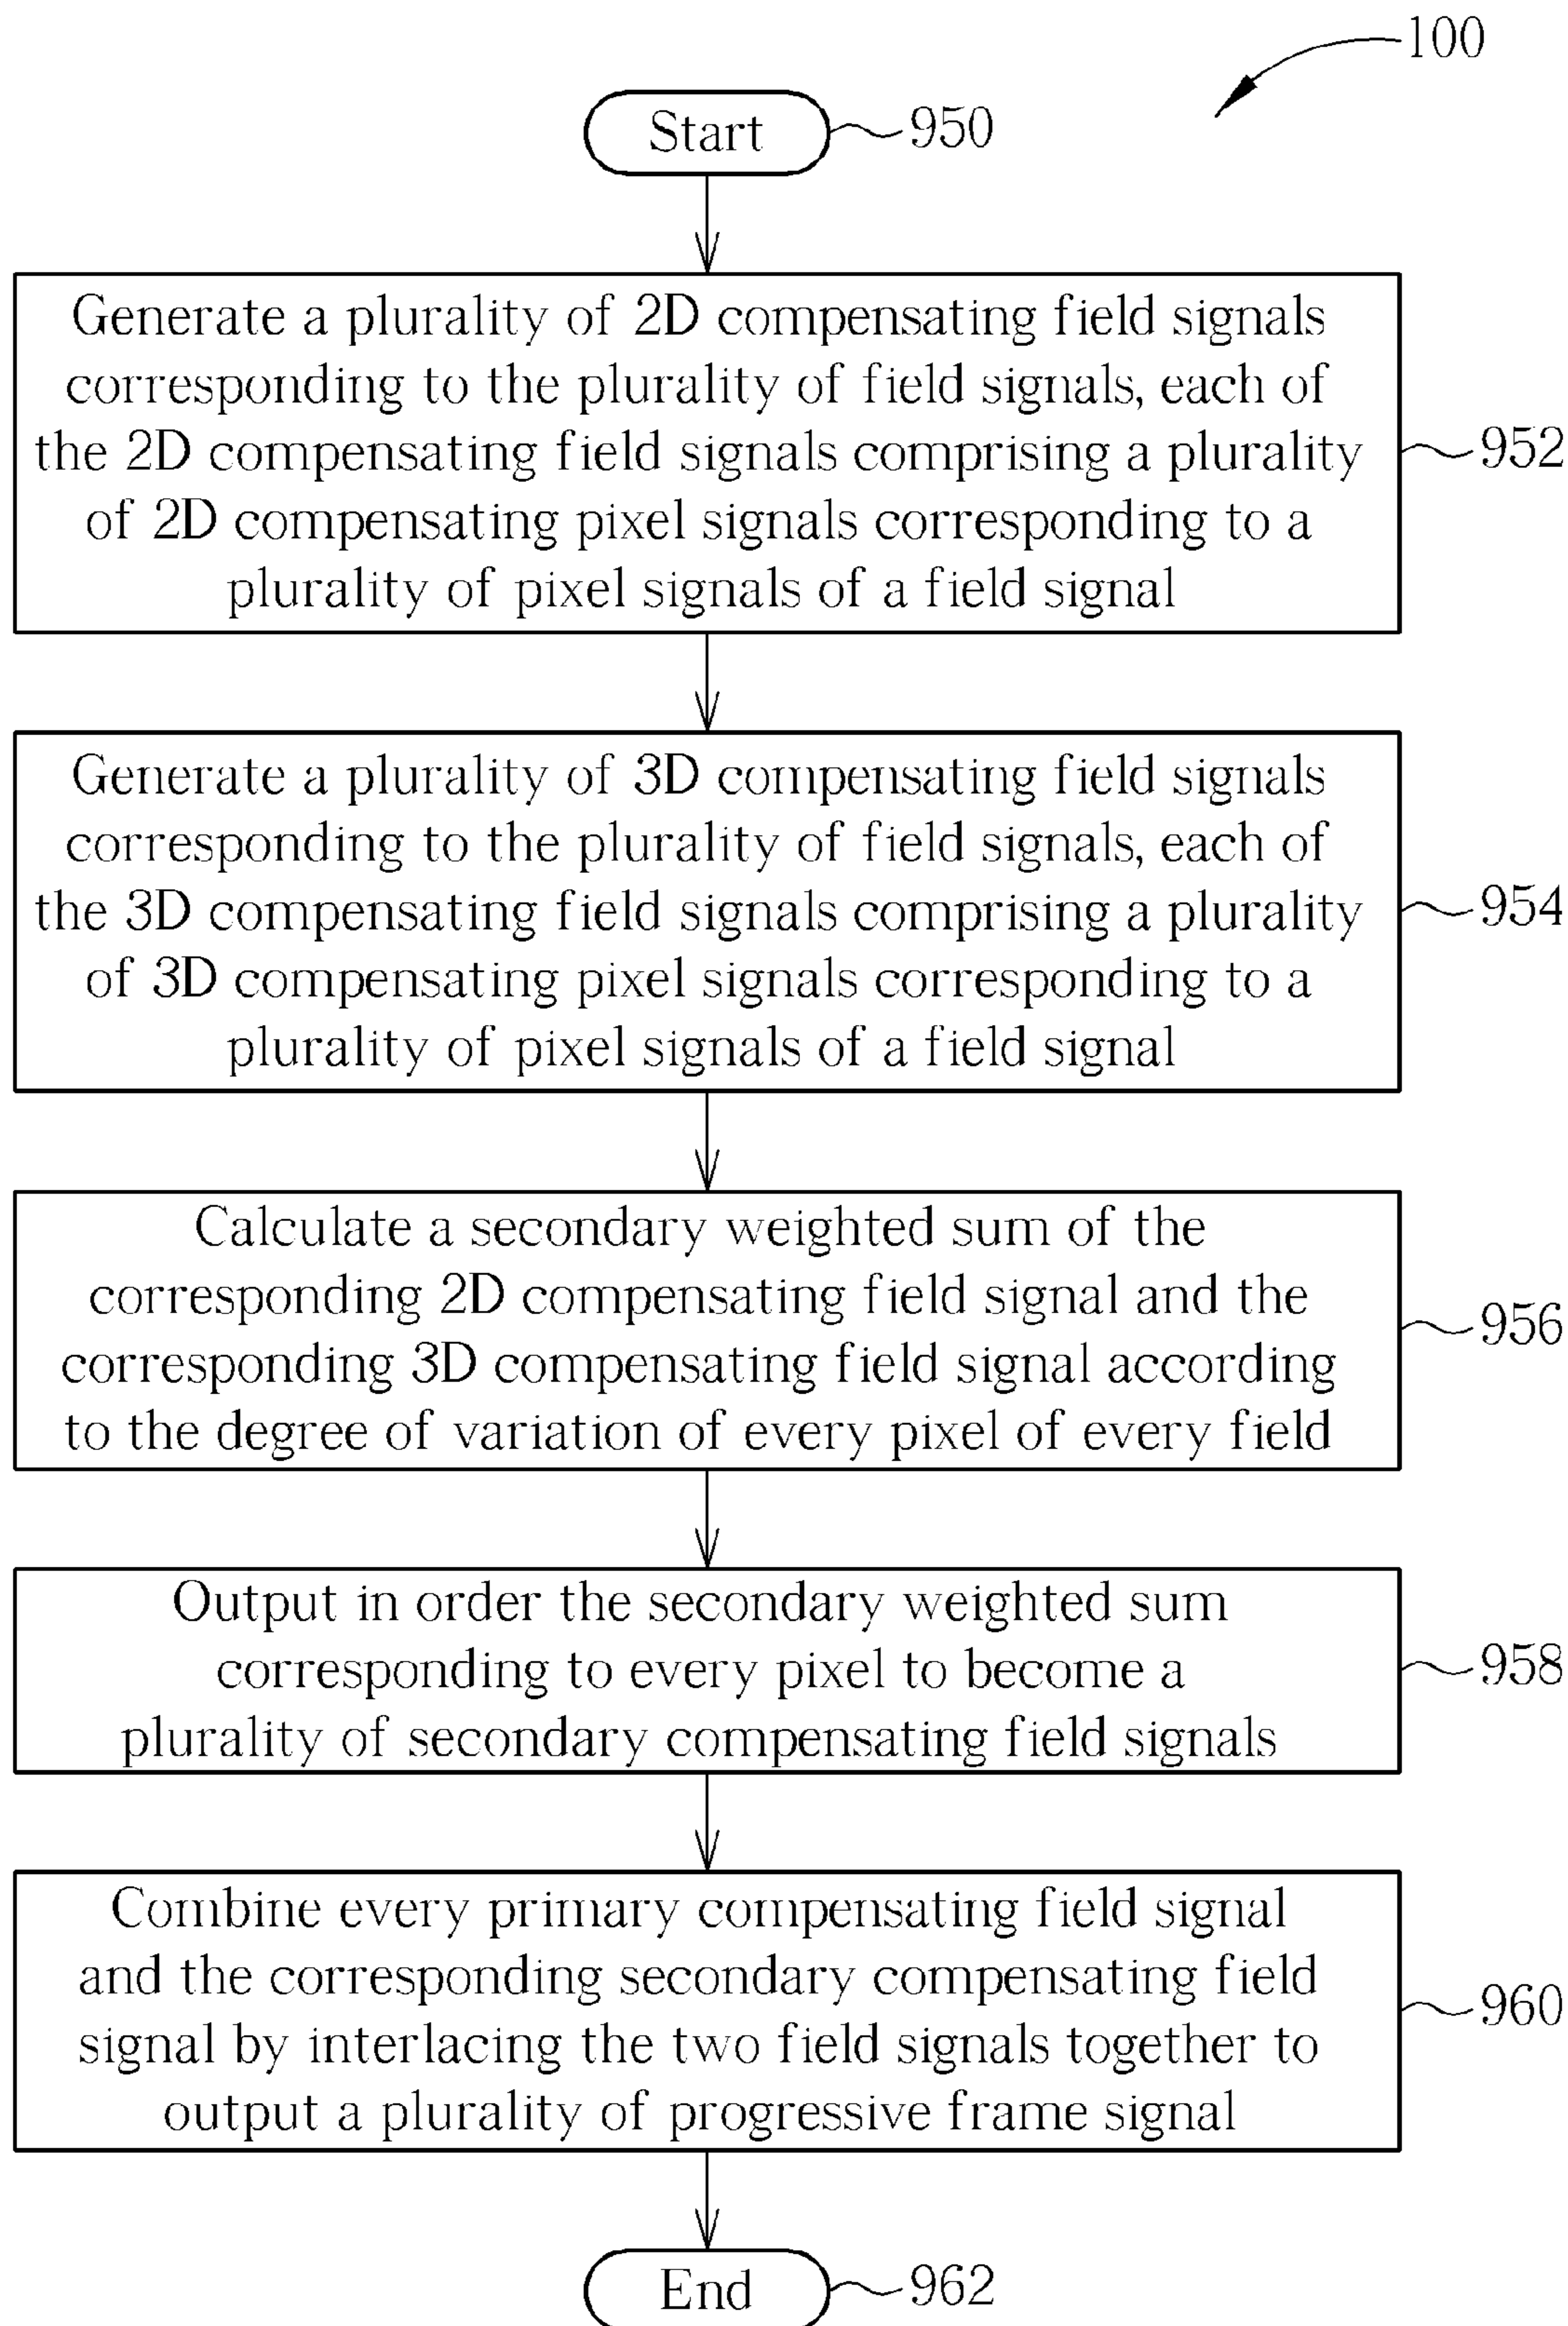 100
Start
950
Generate a plurality of 2D compensating field signals
corresponding to the plurality of field signals, each of
the 2D compensating field signals comprising a plurality
of 2D compensating pixel signals corresponding to a
plurality of pixel signals of a field signal
952
Generate a plurality of 3D compensating field signals
corresponding to the plurality of field signals, each of
the 3D compensating field signals comprising a plurality
of 3D compensating pixel signals corresponding to a
plurality of pixel signals of a field signal
954
Calculate a secondary weighted sum of the
corresponding 2D compensating field signal and the
corresponding 3D compensating field signal according
to the degree of variation of every pixel of every field
956
Output in order the secondary weighted sum
corresponding to every pixel to become a
plurality of secondary compensating field signals
958
Combine every primary compensating field signal
and the corresponding secondary compensating field
signal by interlacing the two field signals together to
output a plurality of progressive frame signal
960
End
962